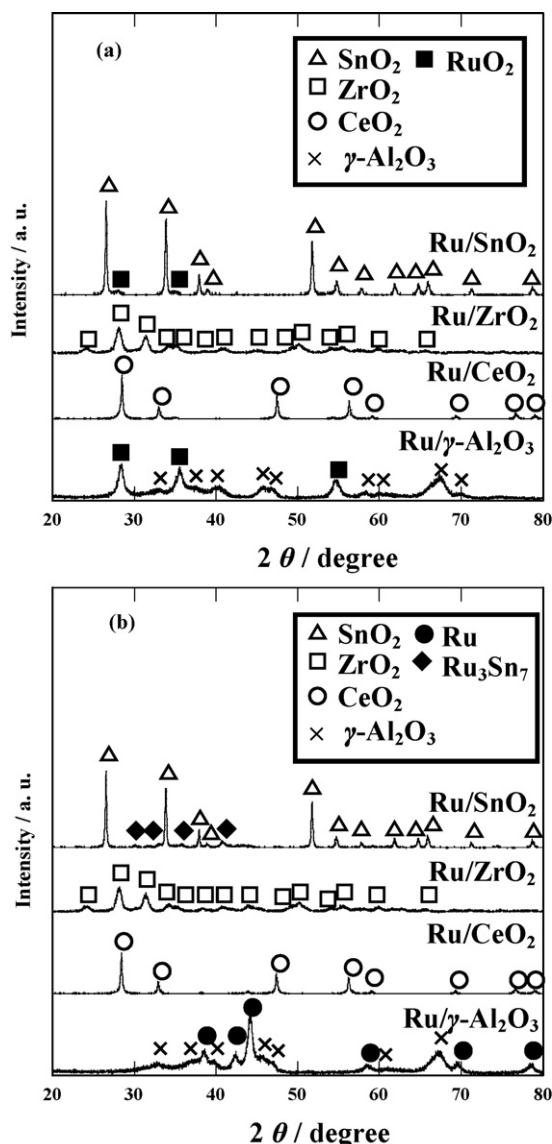 (a)
△ SnO₂ ■ RuO₂
□ ZrO₂
○ CeO₂
× γ-Al₂O₃
Intensity / a. u.
Ru/SnO₂
Ru/ZrO₂
Ru/CeO₂
Ru/γ-Al₂O₃
20 30 40 50 60 70 80
2 θ / degree
(b)
△ SnO₂ ● Ru
□ ZrO₂ ◆ Ru₃Sn₇
○ CeO₂
× γ-Al₂O₃
Intensity / a. u.
Ru/SnO₂
Ru/ZrO₂
Ru/CeO₂
Ru/γ-Al₂O₃
20 30 40 50 60 70 80
2 θ / degree